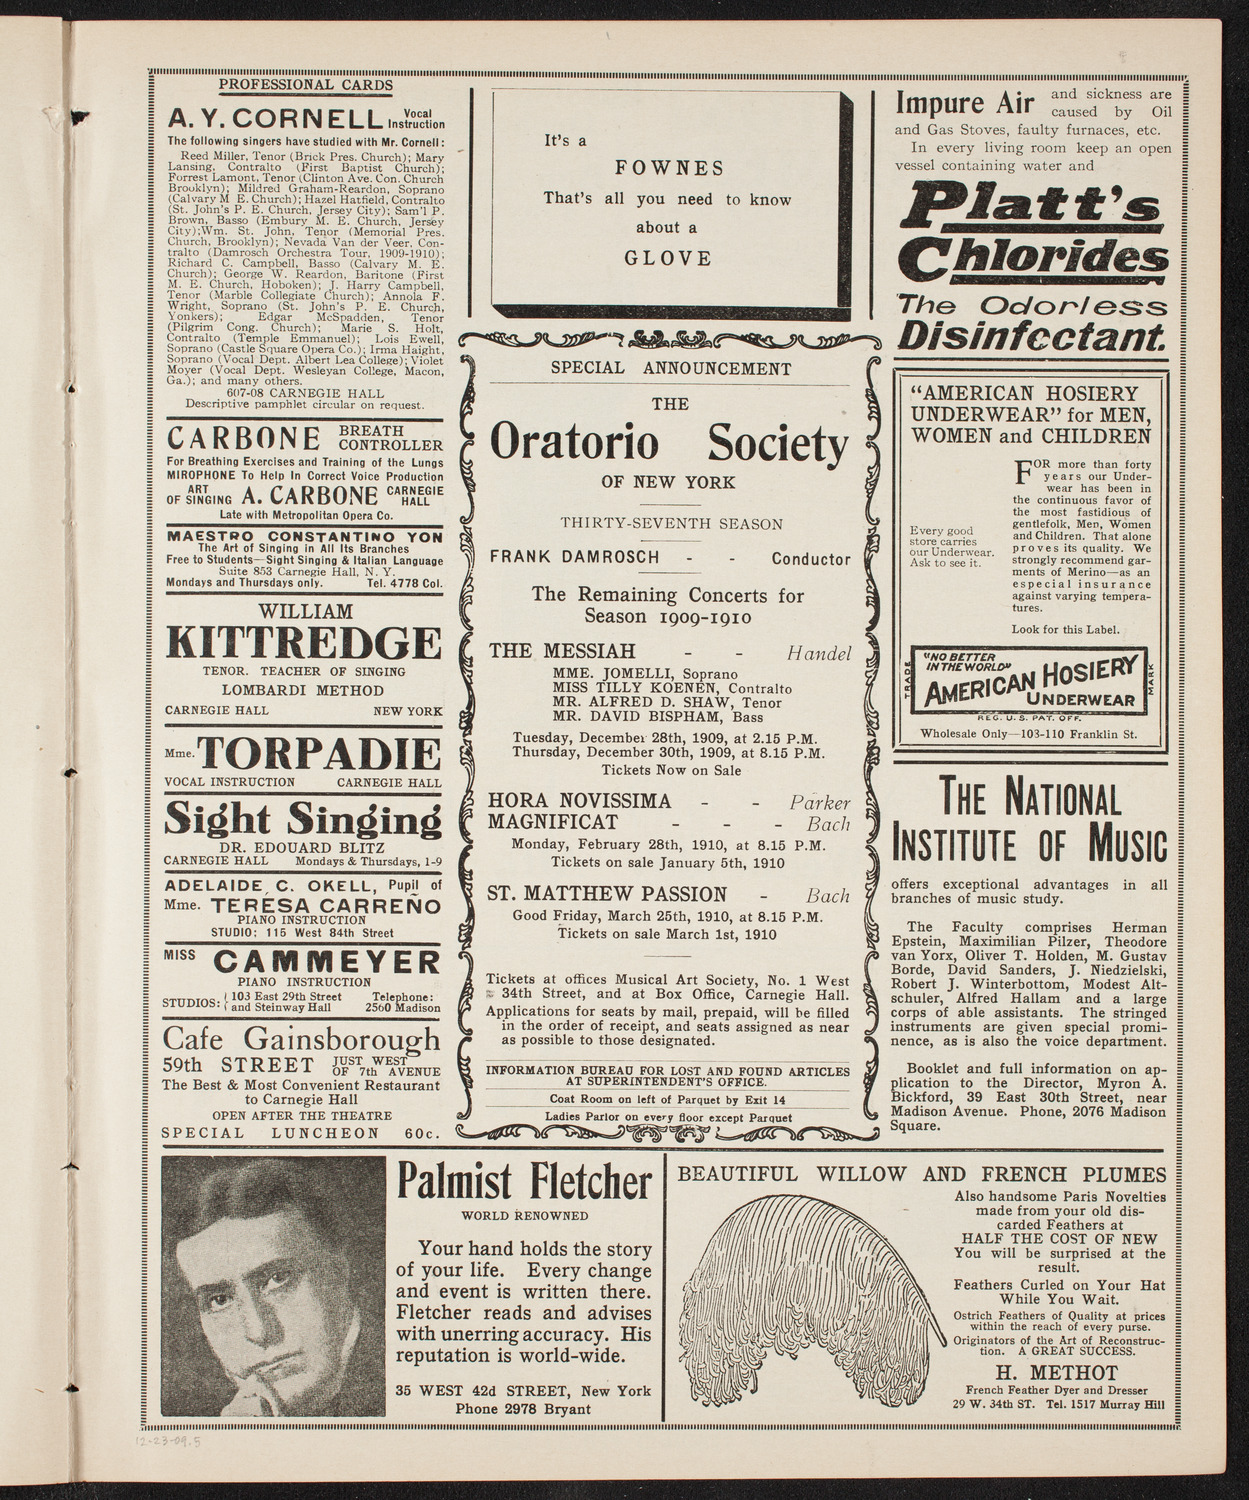 PROFESSIONAL CARDS
A. Y. CORNELL Vocal Instruction
The following singers have studied with Mr. Cornell:
Reed Miller, Tenor (Brick Pres. Church); Mary
Lansing, Contralto (First Baptist Church);
Forrest Lamont, Tenor (Clinton Ave. Con. Church
Brooklyn); Mildred Graham-Reardon, Soprano
(Calvary M E. Church); Hazel Hatfield, Contralto
(St. John's P. E. Church, Jersey City); Sam'l P.
Brown, Basso (Embury M. E. Church, Jersey
City);Wm. St. John, Tenor (Memorial Pres.
Church, Brooklyn); Nevada Van der Veer, Con-
tralto (Damrosch Orchestra Tour, 1909-1910);
Richard C. Campbell, Basso (Calvary M. E.
Church); George W. Reardon, Baritone (First
M. E. Church, Hoboken); J. Harry Campbell,
Tenor (Marble Collegiate Church); Annola F.
Wright, Soprano (St. John's P. E. Church,
Yonkers); Edgar McSpadden, Tenor
(Pilgrim Cong. Church); Marie S. Holt,
Contralto (Temple Emmanuel); Lois Ewell,
Soprano (Castle Square Opera Co.); Irma Haight,
Soprano (Vocal Dept. Albert Lea College); Violet
Moyer (Vocal Dept. Wesleyan College, Macon,
Ga.); and many others.
607-08 CARNEGIE HALL
Descriptive pamphlet circular on request.
CARBONE BREATH CONTROLLER
For Breathing Exercises and Training of the Lungs
MIROPHONE To Help In Correct Voice Production
ART OF SINGING A. CARBONE CARNEGIE HALL
Late with Metropolitan Opera Co.
MAESTRO CONSTANTINO YON
The Art of Singing in All Its Branches
Free to Students—Sight Singing & Italian Language
Suite 853 Carnegie Hall, N. Y.
Mondays and Thursdays only. Tel. 4778 Col.
WILLIAM
KITTREDGE
TENOR. TEACHER OF SINGING
LOMBARDI METHOD
CARNEGIE HALL NEW YORK
Mme. TORPADIE
VOCAL INSTRUCTION CARNEGIE HALL
Sight Singing
DR. EDOUARD BLITZ
CARNEGIE HALL Mondays & Thursdays, 1-9
ADELAIDE C. OKELL, Pupil of
Mme. TERESA CARREÑO
PIANO INSTRUCTION
STUDIO: 115 West 84th Street
MISS CAMMEYER
PIANO INSTRUCTION
STUDIOS: { 103 East 29th Street Telephone:
and Steinway Hall 2560 Madison
Cafe Gainsborough
59th STREET JUST WEST OF 7th AVENUE
The Best & Most Convenient Restaurant
to Carnegie Hall
OPEN AFTER THE THEATRE
SPECIAL LUNCHEON 60c.
It's a
FOWNES
That's all you need to know
about a
GLOVE
SPECIAL ANNOUNCEMENT
THE
Oratorio Society
OF NEW YORK
THIRTY-SEVENTH SEASON
FRANK DAMROSCH - - Conductor
The Remaining Concerts for
Season 1909-1910
THE MESSIAH - - Handel
MME. JOMELLI, Soprano
MISS TILLY KOENEN, Contralto
MR. ALFRED D. SHAW, Tenor
MR. DAVID BISPHAM, Bass
Tuesday, December 28th, 1909, at 2.15 P.M.
Thursday, December 30th, 1909, at 8.15 P.M.
Tickets Now on Sale
HORA NOVISSIMA - - Parker
MAGNIFICAT - - - Bach
Monday, February 28th, 1910, at 8.15 P.M.
Tickets on sale January 5th, 1910
ST. MATTHEW PASSION - Bach
Good Friday, March 25th, 1910, at 8.15 P.M.
Tickets on sale March 1st, 1910
Tickets at offices Musical Art Society, No. 1 West
34th Street, and at Box Office, Carnegie Hall.
Applications for seats by mail, prepaid, will be filled
in the order of receipt, and seats assigned as near
as possible to those designated.
INFORMATION BUREAU FOR LOST AND FOUND ARTICLES
AT SUPERINTENDENT'S OFFICE.
Coat Room on left of Parquet by Exit 14
Ladies Parlor on every floor except Parquet
Impure Air and sickness are
caused by Oil
and Gas Stoves, faulty furnaces, etc.
In every living room keep an open
vessel containing water and
Platt's
Chlorides
The Odorless
Disinfectant.
"AMERICAN HOSIERY
UNDERWEAR" for MEN,
WOMEN and CHILDREN
Every good
store carries
our Underwear.
Ask to see it.
FOR more than forty
years our Under-
wear has been in
the continuous favor of
the most fastidious of
gentlefolk, Men, Women
and Children. That alone
proves its quality. We
strongly recommend gar-
ments of Merino—as an
especial insurance
against varying tempera-
tures.
Look for this Label.
TRADE MARK
"NO BETTER
IN THE WORLD"
AMERICAN HOSIERY
UNDERWEAR
REG. U. S. PAT. OFF.
Wholesale Only—103-110 Franklin St.
THE NATIONAL
INSTITUTE OF MUSIC
offers exceptional advantages in all
branches of music study.
The Faculty comprises Herman
Epstein, Maximilian Pilzer, Theodore
van Yorx, Oliver T. Holden, M. Gustav
Borde, David Sanders, J. Niedzielski,
Robert J. Winterbottom, Modest Alt-
schuler, Alfred Hallam and a large
corps of able assistants. The stringed
instruments are given special promi-
nence, as is also the voice department.
Booklet and full information on ap-
plication to the Director, Myron A.
Bickford, 39 East 30th Street, near
Madison Avenue. Phone, 2076 Madison
Square.
Palmist Fletcher
WORLD RENOWNED
Your hand holds the story
of your life. Every change
and event is written there.
Fletcher reads and advises
with unerring accuracy. His
reputation is world-wide.
35 WEST 42d STREET, New York
Phone 2978 Bryant
BEAUTIFUL WILLOW AND FRENCH PLUMES
Also handsome Paris Novelties
made from your old dis-
carded Feathers at
HALF THE COST OF NEW
You will be surprised at the
result.
Feathers Curled on Your Hat
While You Wait.
Ostrich Feathers of Quality at prices
within the reach of every purse.
Originators of the Art of Reconstruc-
tion. A GREAT SUCCESS.
H. METHOT
French Feather Dyer and Dresser
29 W. 34th ST. Tel. 1517 Murray Hill
12-23-09.5